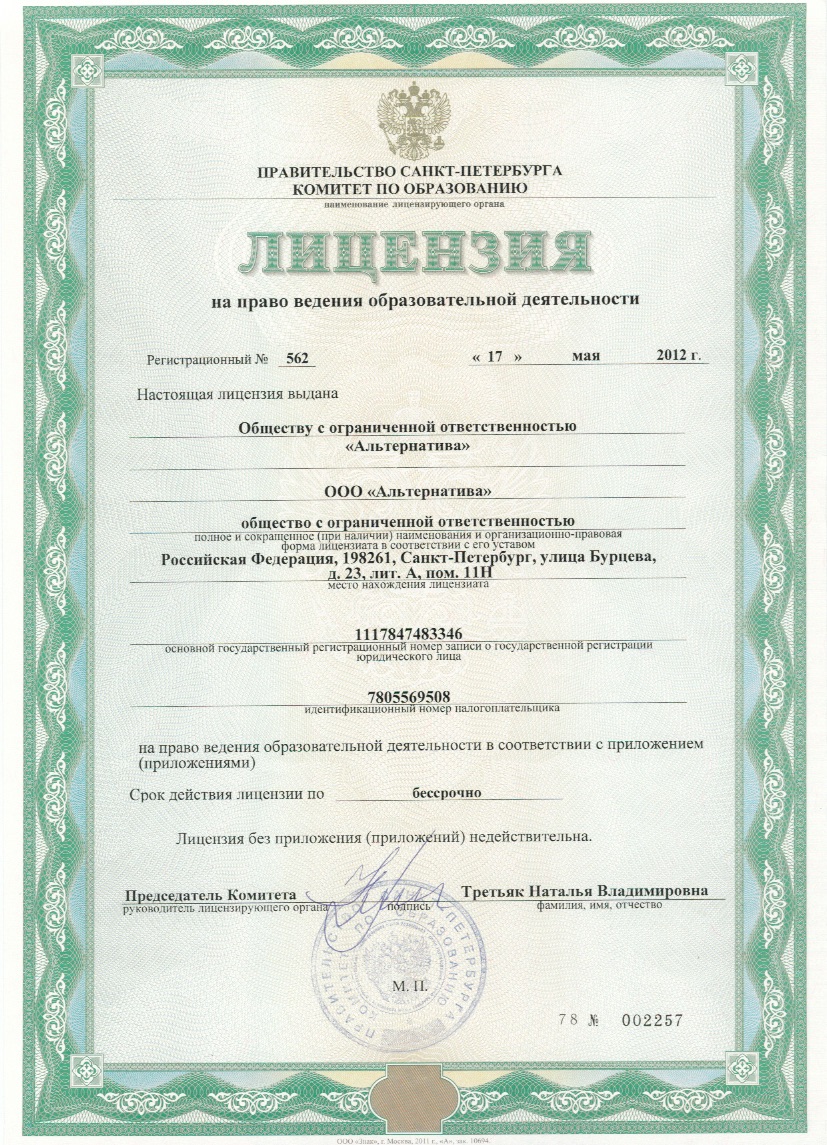 ПРАВИТЕЛЬСТВО САНКТ-ПЕТЕРБУРГА
КОМИТЕТ ПО ОБРАЗОВАНИЮ
наименование лицензирующего органа
ЛИЦЕНЗИЯ
на право ведения образовательной деятельности
Регистрационный № 562 « 17 » мая 2012 г.
Настоящая лицензия выдана
Обществу с ограниченной ответственностью
«Альтернатива»
ООО «Альтернатива»
общество с ограниченной ответственностью
полное и сокращенное (при наличии) наименования и организационно-правовая
форма лицензиата в соответствии с его уставом
Российская Федерация, 198261, Санкт-Петербург, улица Бурцева,
д. 23, лит. А, пом. 11Н
место нахождения лицензиата
1117847483346
основной государственный регистрационный номер записи о государственной регистрации
юридического лица
7805569508
идентификационный номер налогоплательщика
на право ведения образовательной деятельности в соответствии с приложением
(приложениями)
Срок действия лицензии по бессрочно
Лицензия без приложения (приложений) недействительна.
Председатель Комитета Третьяк Наталья Владимировна
руководитель лицензирующего органа подпись фамилия, имя, отчество
ПРАВИТЕЛЬСТВО САНКТ-ПЕТЕРБУРГА
КОМИТЕТ ПО ОБРАЗОВАНИЮ
М. П.
78 № 002257
г. Москва, 2011 г., «А», зак. 10694.